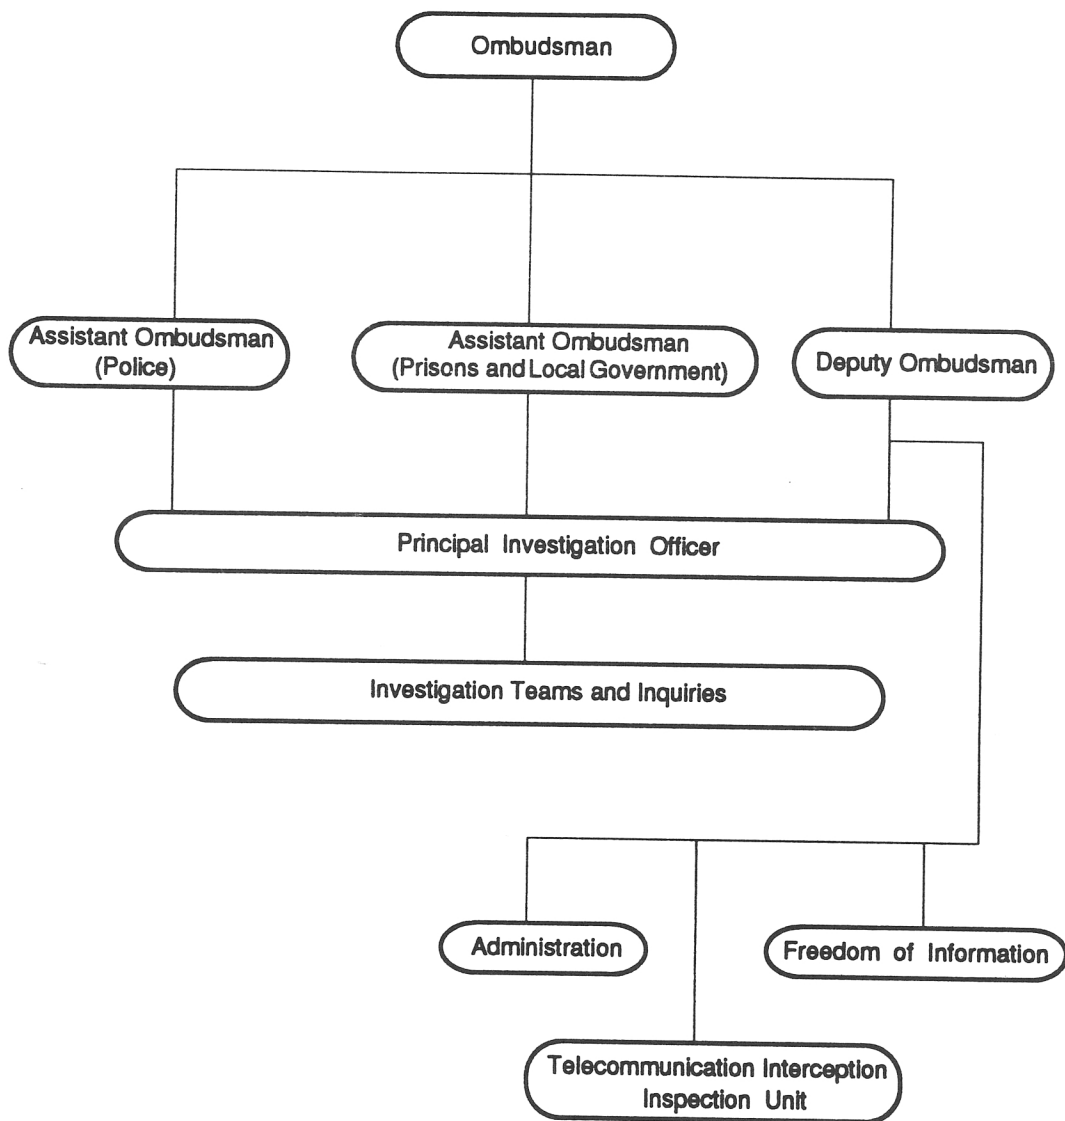 Ombudsman
Assistant Ombudsman
(Police)
Assistant Ombudsman
(Prisons and Local Government)
Deputy Ombudsman
Principal Investigation Officer
Investigation Teams and Inquiries
Administration
Freedom of Information
Telecommunication Interception
Inspection Unit